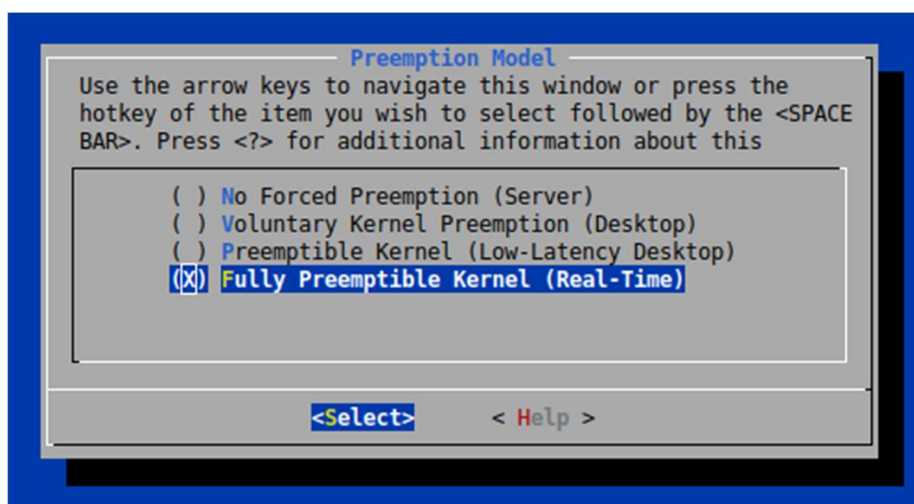 Preemption Model
Use the arrow keys to navigate this window or press the
hotkey of the item you wish to select followed by the <SPACE
BAR>. Press <?> for additional information about this
( ) No Forced Preemption (Server)
( ) Voluntary Kernel Preemption (Desktop)
( ) Preemptible Kernel (Low-Latency Desktop)
(X) Fully Preemptible Kernel (Real-Time)
<Select> < Help >